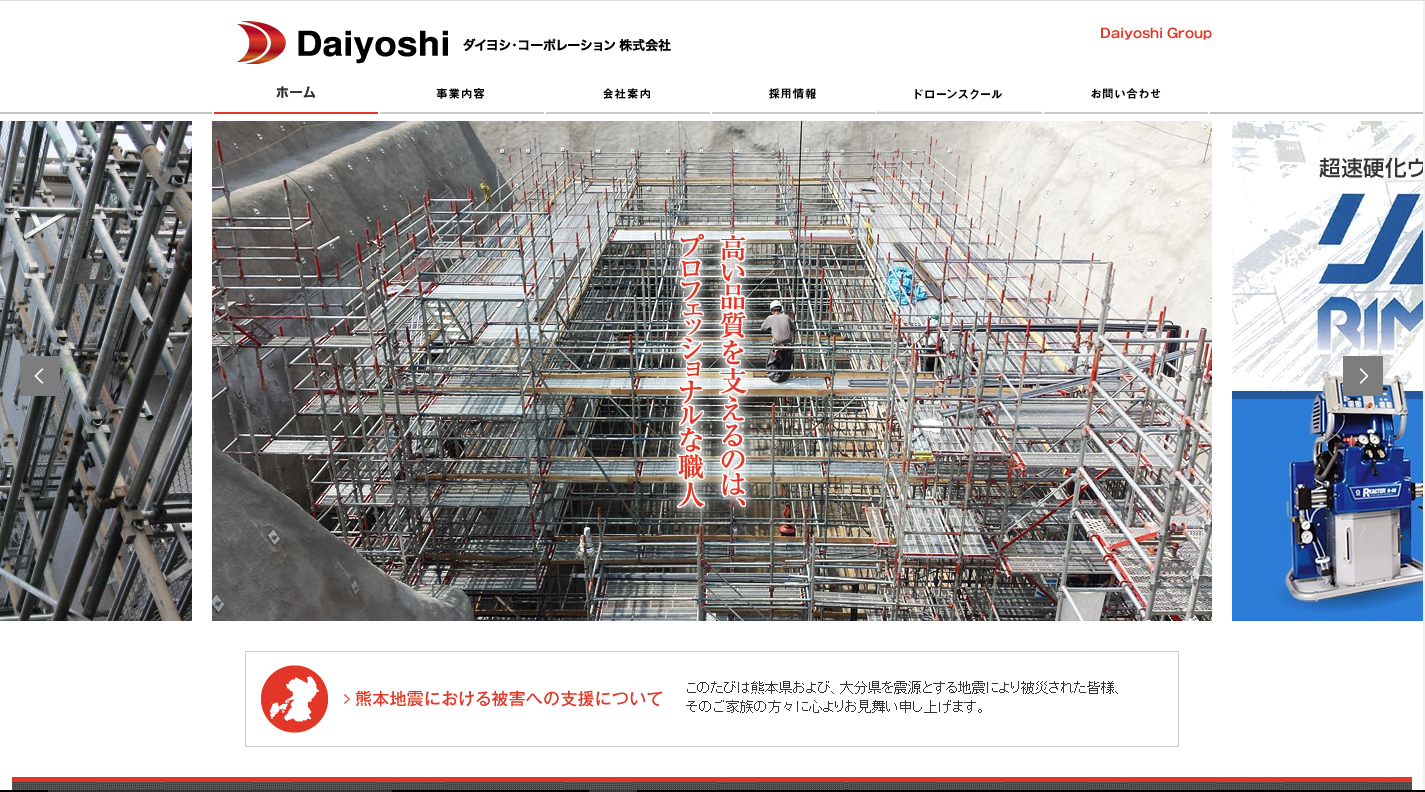 Daiyoshi ダイヨシ・コーポレーション 株式会社
Daiyoshi Group
ホーム
事業内容
会社案内
採用情報
ドローンスクール
お問い合わせ
高い品質を支えるのは、
プロフェッショナルな職人
超速硬化ウ
RIM
REACTOR
熊本地震における被害への支援について
このたびは熊本県および、大分県を震源とする地震により被災された皆様、
そのご家族の方々に心よりお見舞い申し上げます。